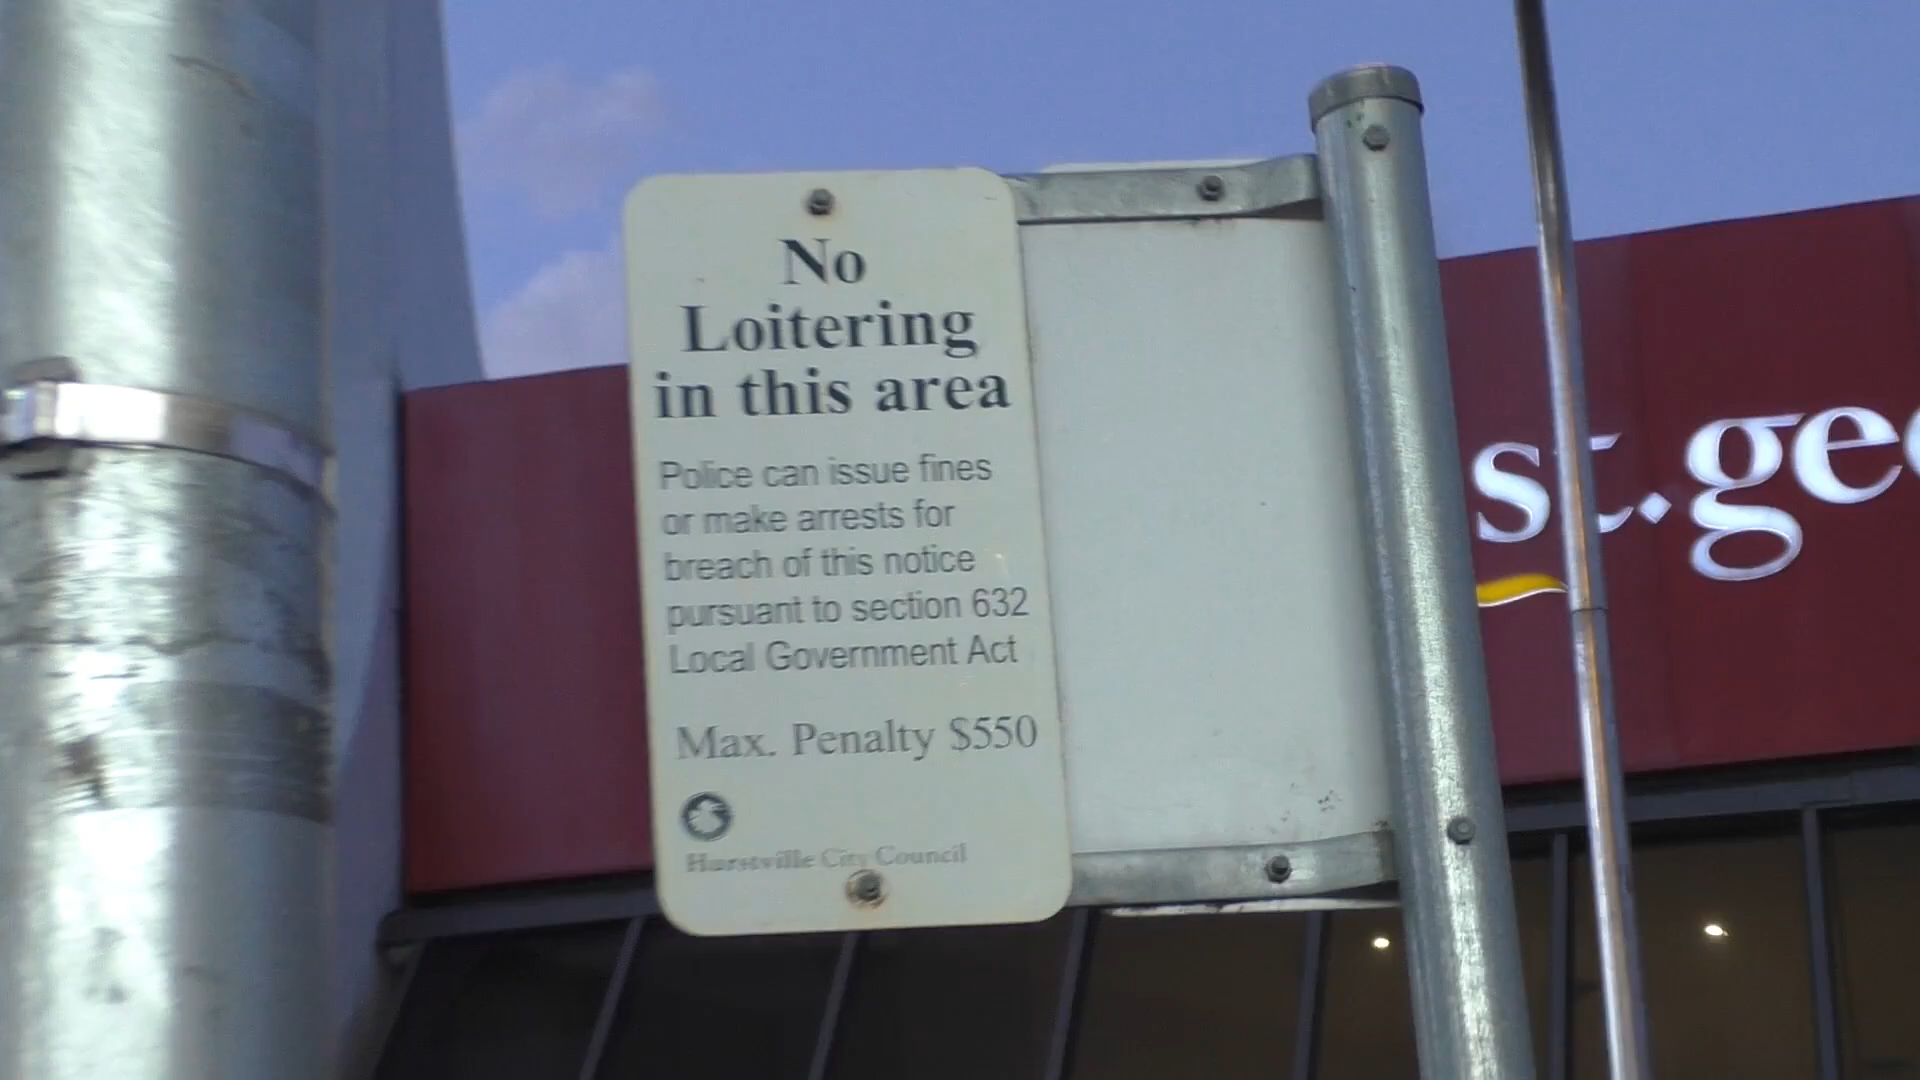 No
Loitering
in this area
Police can issue fines
or make arrests for
breach of this notice
pursuant to section 632
Local Government Act
Max. Penalty $550
Hurstville City Council
st.geo